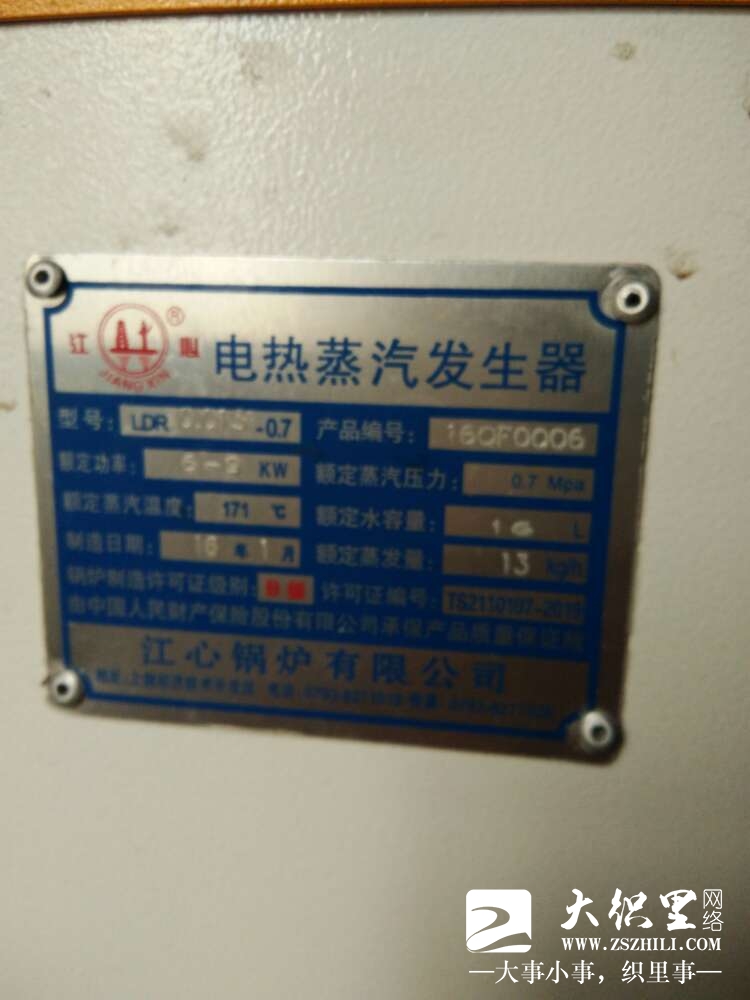 江 心 ® 电热蒸汽发生器
JIANG XIN
型号: LDR -0.7 产品编号: 16QF0006
额定功率: KW 额定蒸汽压力: 0.7 Mpa
额定蒸汽温度: 171 ℃ 额定水容量: 16 L
制造日期: 16 年 1 月 额定蒸发量: 13 kg/h
锅炉制造许可证级别: 许可证编号: TS2110197-2018
由中国人民财产保险股份有限公司承保产品质量保证险
江心锅炉有限公司
大织里网络
WWW.ZSZHILI.COM
—大事小事,织里事—